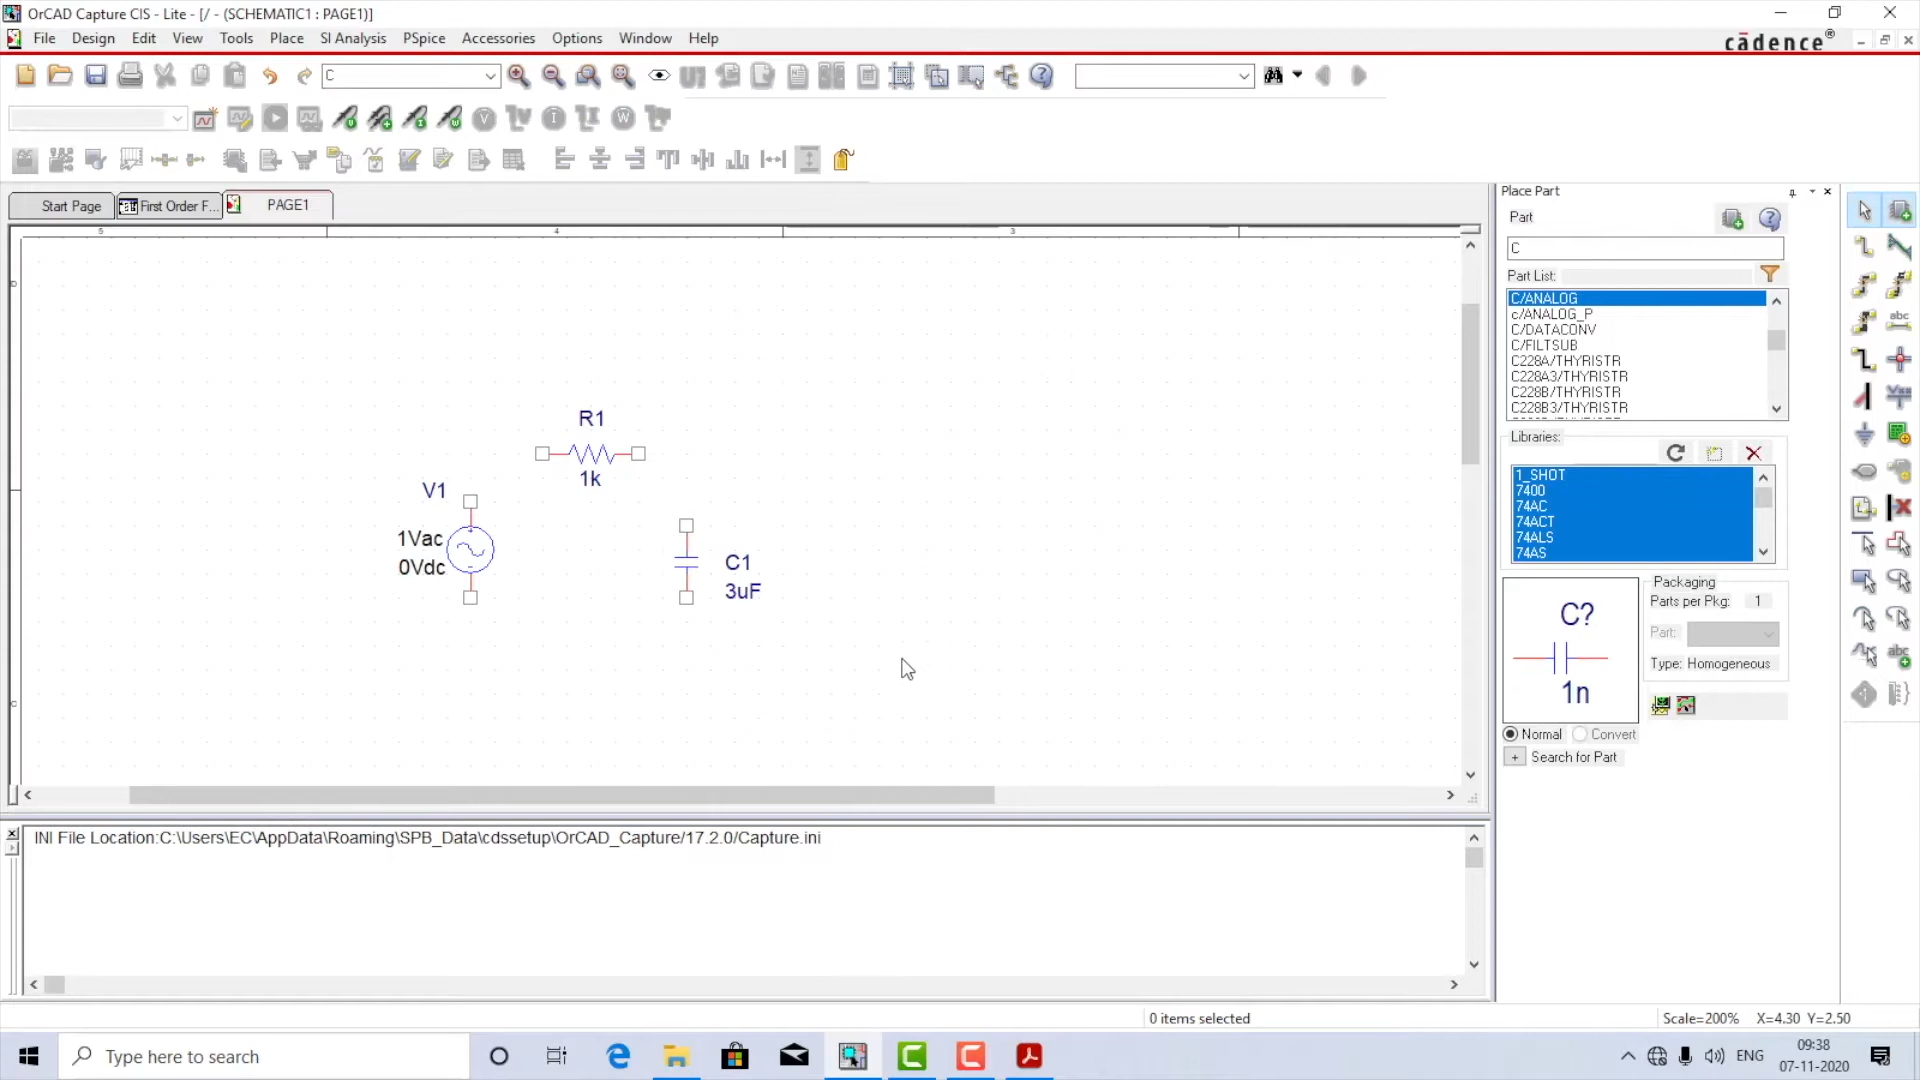 OrCAD Capture CIS - Lite - [/ - (SCHEMATIC1 : PAGE1)]
File Design Edit View Tools Place SI Analysis PSpice Accessories Options Window Help
cādence®
C
Start Page
First Order F...
PAGE1
5 4 3
D
C
R1
1k
V1
1Vac
0Vdc
C1
3uF
Place Part
Part
C
Part List:
C/ANALOG
c/ANALOG_P
C/DATACONV
C/FILTSUB
C228A/THYRISTR
C228A3/THYRISTR
C228B/THYRISTR
C228B3/THYRISTR
Libraries:
1_SHOT
7400
74AC
74ACT
74ALS
74AS
C?
1n
Packaging
Parts per Pkg: 1
Part:
Type: Homogeneous
Normal Convert
+ Search for Part
INI File Location:C:\Users\EC\AppData\Roaming\SPB_Data\cdssetup\OrCAD_Capture/17.2.0/Capture.ini
0 items selected
Scale=200% X=4.30 Y=2.50
Type here to search
ENG
09:38
07-11-2020